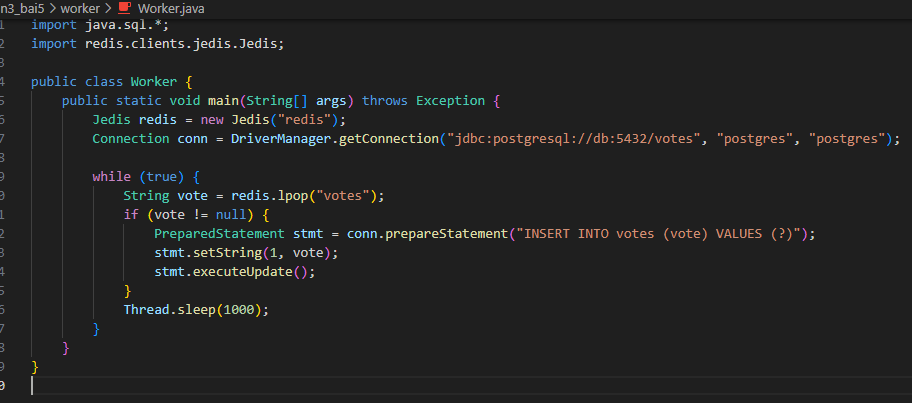 n3_bai5 > worker > Worker.java
1 import java.sql.*;
2 import redis.clients.jedis.Jedis;
3
4 public class Worker {
5     public static void main(String[] args) throws Exception {
6         Jedis redis = new Jedis("redis");
7         Connection conn = DriverManager.getConnection("jdbc:postgresql://db:5432/votes", "postgres", "postgres");
8
9         while (true) {
0             String vote = redis.lpop("votes");
1             if (vote != null) {
2                 PreparedStatement stmt = conn.prepareStatement("INSERT INTO votes (vote) VALUES (?)");
3                 stmt.setString(1, vote);
4                 stmt.executeUpdate();
5             }
6             Thread.sleep(1000);
7         }
8     }
9 }
0